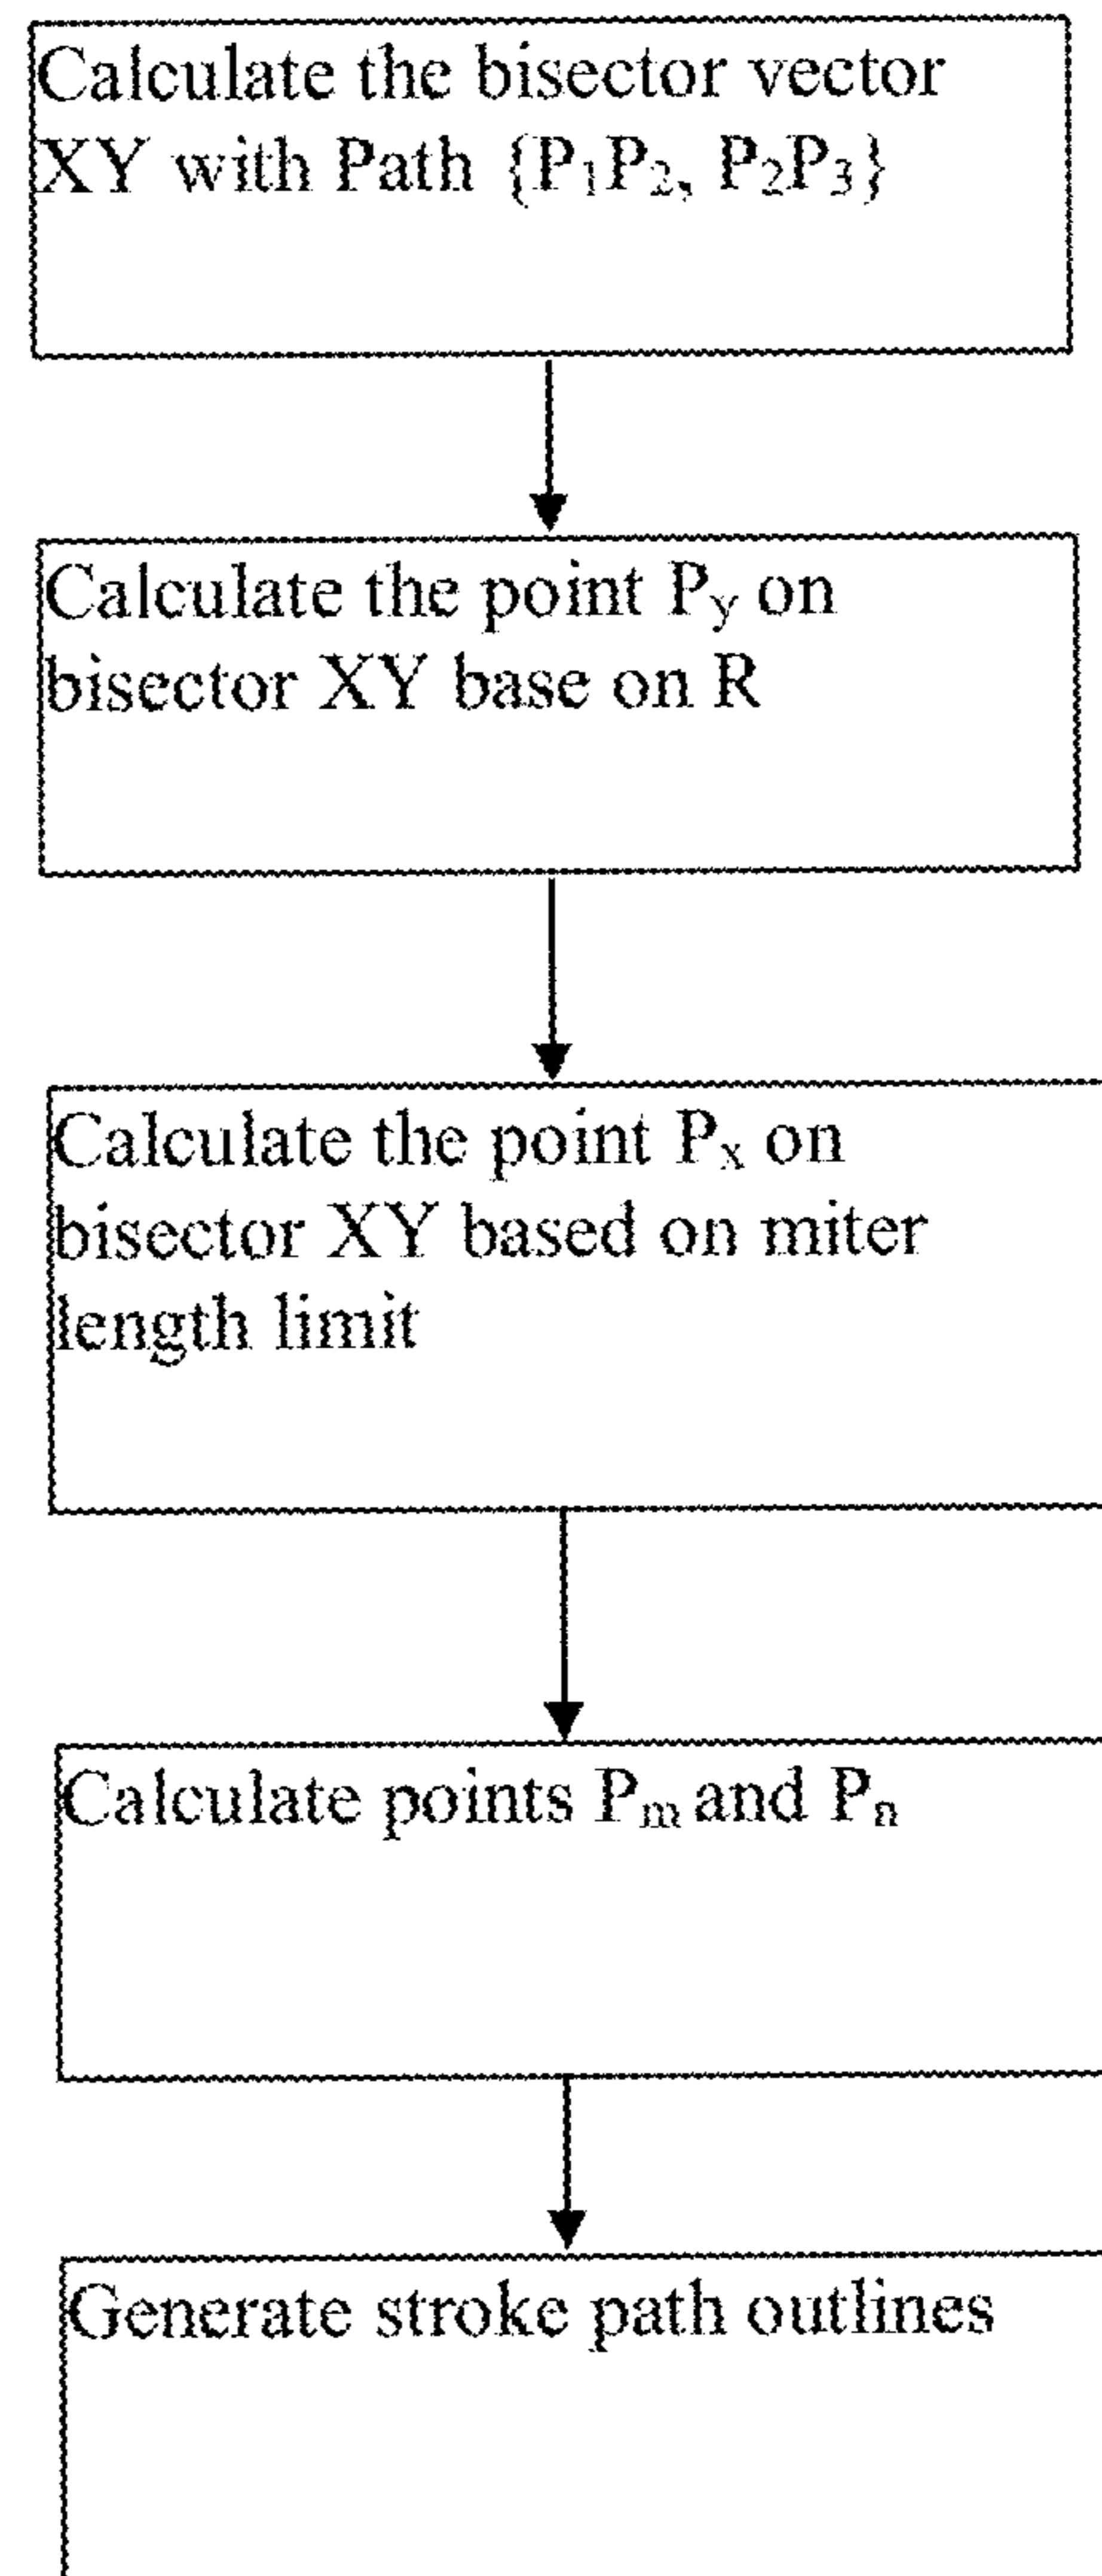 Calculate the bisector vector
XY with Path {P₁P₂, P₂P₃}
Calculate the point Pᵧ on
bisector XY base on R
Calculate the point Pₓ on
bisector XY based on miter
length limit
Calculate points Pₘ and Pₙ
Generate stroke path outlines